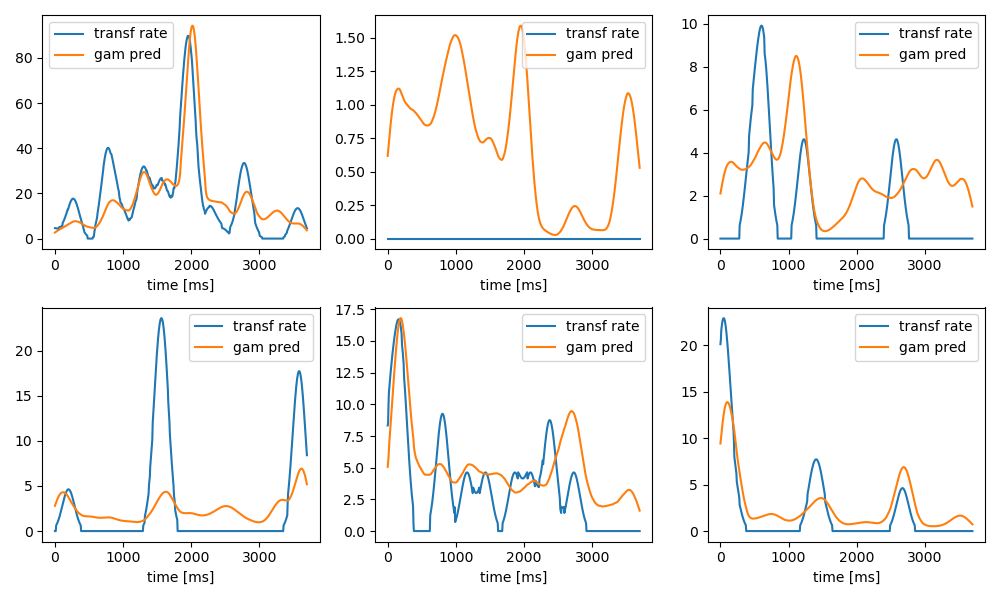 transf rate
gam pred
80
60
40
20
0
0 1000 2000 3000
time [ms]
transf rate
gam pred
1.50
1.25
1.00
0.75
0.50
0.25
0.00
0 1000 2000 3000
time [ms]
transf rate
gam pred
10
8
6
4
2
0
0 1000 2000 3000
time [ms]
transf rate
gam pred
20
15
10
5
0
0 1000 2000 3000
time [ms]
transf rate
gam pred
17.5
15.0
12.5
10.0
7.5
5.0
2.5
0.0
0 1000 2000 3000
time [ms]
transf rate
gam pred
20
15
10
5
0
0 1000 2000 3000
time [ms]